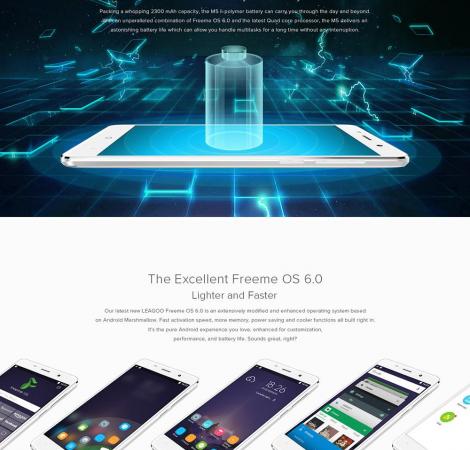 Packing a whopping 2300 mAh capacity, the M5 li-polymer battery can carry you through the day and beyond.
With an unparalleled combination of Freeme OS 6.0 and the latest Quad core processor, the M5 delivers an
astonishing battery life which can allow you handle multitasks for a long time without any interruption.
The Excellent Freeme OS 6.0
Lighter and Faster
Our latest new LEAGOO Freeme OS 6.0 is an extensively modified and enhanced operating system based
on Android Marshmallow. Fast activation speed, more memory, power saving and cooler functions all built right in.
It's the pure Android experience you love, enhanced for customization,
performance, and battery life. Sounds great, right?
18 26